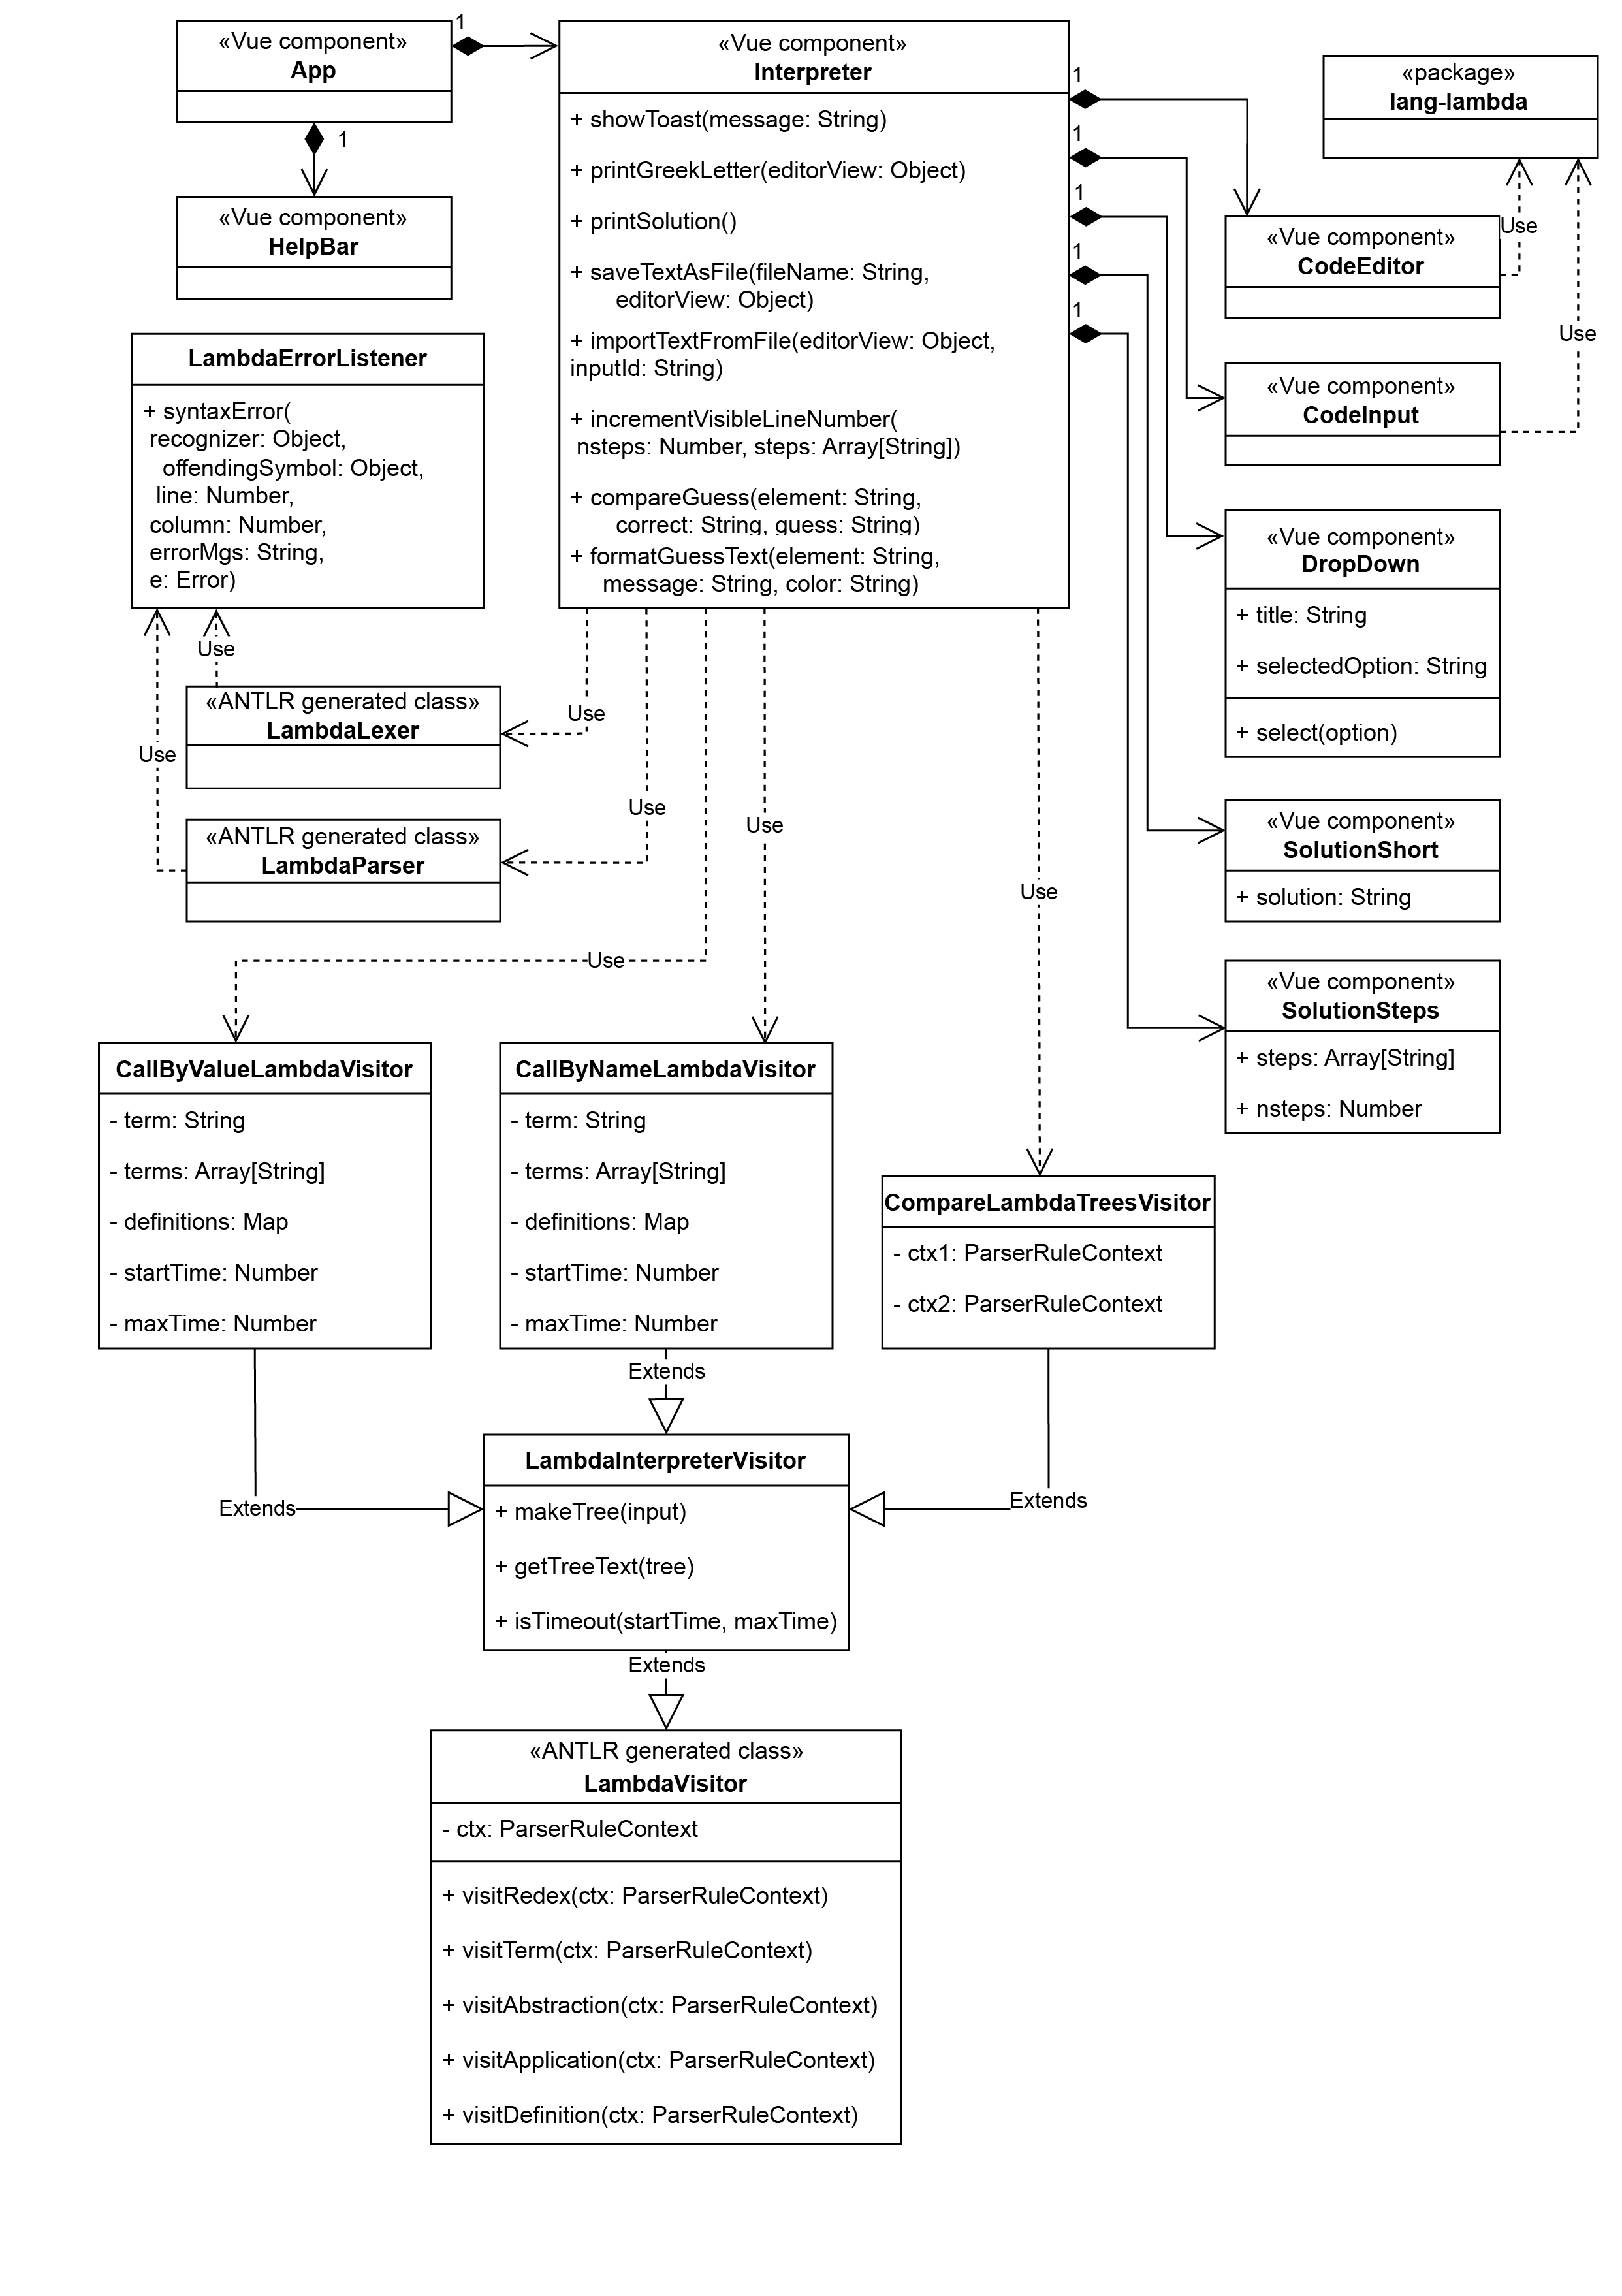 «Vue component»
App
1
1
«Vue component»
HelpBar
«Vue component»
Interpreter
+ showToast(message: String)
+ printGreekLetter(editorView: Object)
+ printSolution()
+ saveTextAsFile(fileName: String,
editorView: Object)
+ importTextFromFile(editorView: Object,
inputId: String)
+ incrementVisibleLineNumber(
nsteps: Number, steps: Array[String])
+ compareGuess(element: String,
correct: String, guess: String)
+ formatGuessText(element: String,
message: String, color: String)
1
1
1
1
1
«package»
lang-lambda
Use
Use
«Vue component»
CodeEditor
«Vue component»
CodeInput
«Vue component»
DropDown
+ title: String
+ selectedOption: String
+ select(option)
«Vue component»
SolutionShort
+ solution: String
«Vue component»
SolutionSteps
+ steps: Array[String]
+ nsteps: Number
LambdaErrorListener
+ syntaxError(
recognizer: Object,
offendingSymbol: Object,
line: Number,
column: Number,
errorMgs: String,
e: Error)
Use
Use
«ANTLR generated class»
LambdaLexer
«ANTLR generated class»
LambdaParser
Use
Use
Use
Use
Use
CallByValueLambdaVisitor
- term: String
- terms: Array[String]
- definitions: Map
- startTime: Number
- maxTime: Number
CallByNameLambdaVisitor
- term: String
- terms: Array[String]
- definitions: Map
- startTime: Number
- maxTime: Number
CompareLambdaTreesVisitor
- ctx1: ParserRuleContext
- ctx2: ParserRuleContext
Extends
Extends
Extends
LambdaInterpreterVisitor
+ makeTree(input)
+ getTreeText(tree)
+ isTimeout(startTime, maxTime)
Extends
«ANTLR generated class»
LambdaVisitor
- ctx: ParserRuleContext
+ visitRedex(ctx: ParserRuleContext)
+ visitTerm(ctx: ParserRuleContext)
+ visitAbstraction(ctx: ParserRuleContext)
+ visitApplication(ctx: ParserRuleContext)
+ visitDefinition(ctx: ParserRuleContext)